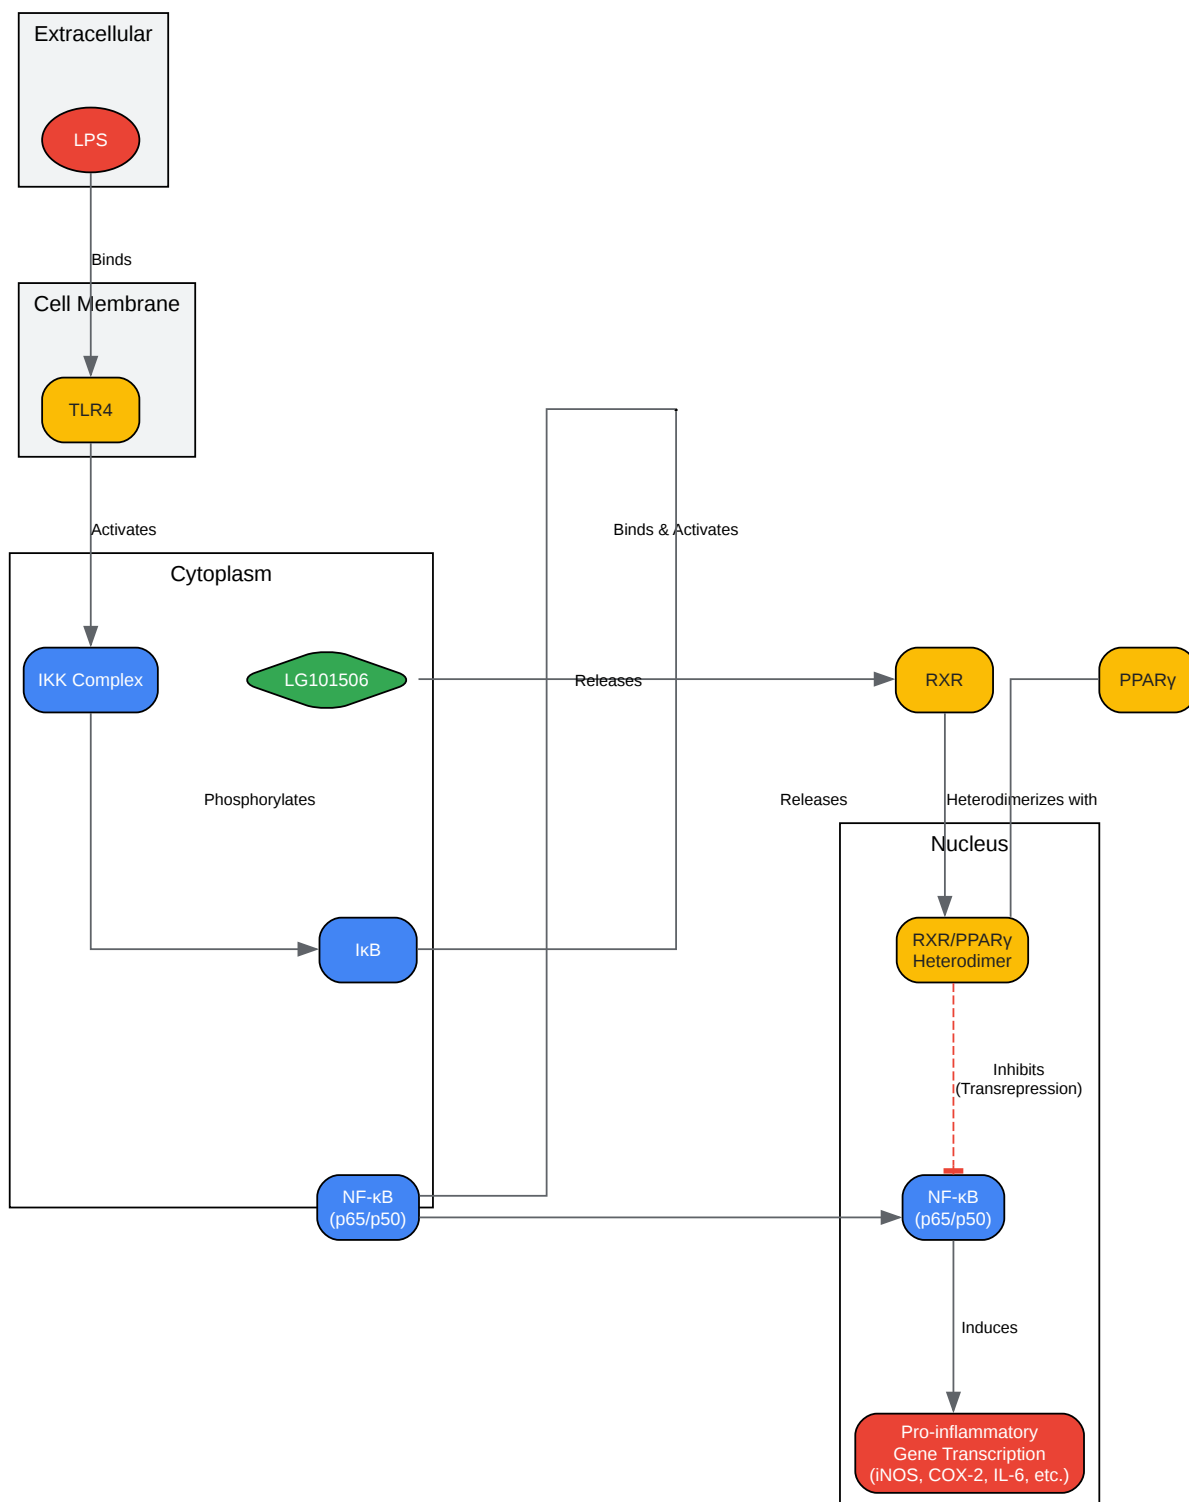 Extracellular
LPS
Binds
Cell Membrane
TLR4
Activates
Binds & Activates
Cytoplasm
IKK Complex
LG101506
Releases
RXR
PPARγ
Phosphorylates
Releases
Heterodimerizes with
Nucleus
IκB
RXR/PPARγ
Heterodimer
Inhibits
(Transrepression)
NF-κB
(p65/p50)
NF-κB
(p65/p50)
Induces
Pro-inflammatory
Gene Transcription
(iNOS, COX-2, IL-6, etc.)